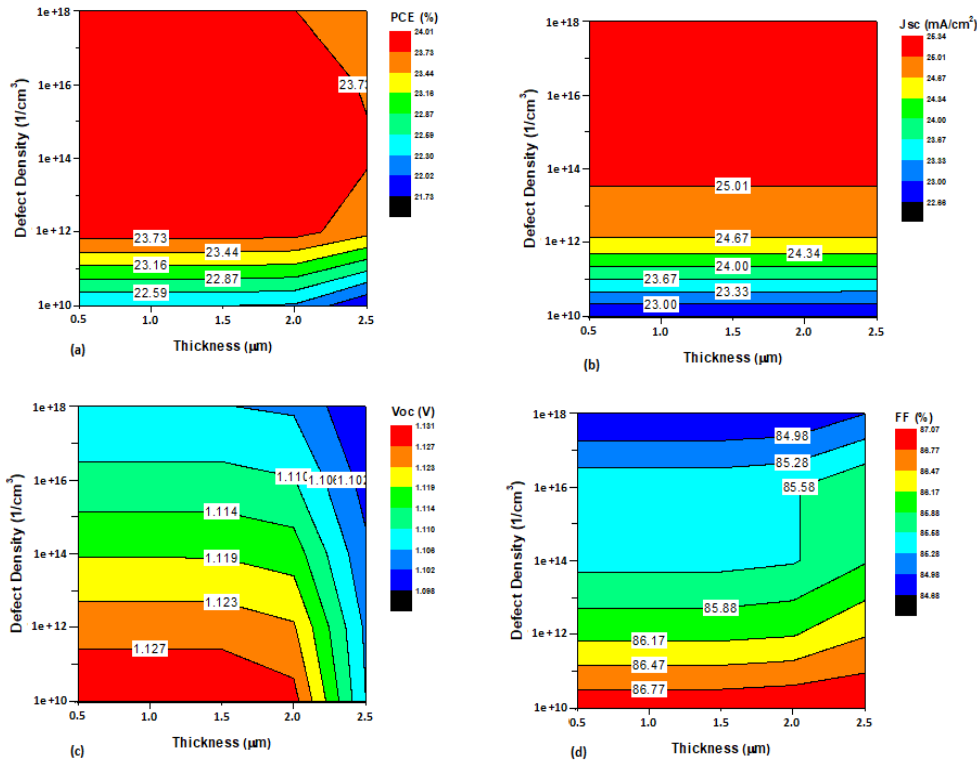 PCE (%)
24.01
23.73
23.44
23.16
22.87
22.59
22.30
22.02
21.73
1e+18
1e+16
1e+14
1e+12
1e+10
Defect Density (1/cm³)
23.73
23.73
23.44
23.16
22.87
22.59
0.5 1.0 1.5 2.0 2.5
Thickness (μm)
(a)
Jsc (mA/cm²)
25.34
25.01
24.67
24.34
24.00
23.33
23.00
22.66
1e+18
1e+16
1e+14
1e+12
1e+10
Defect Density (1/cm³)
25.01
24.67
24.34
24.00
23.67
23.33
23.00
0.5 1.0 1.5 2.0 2.5
Thickness (μm)
(b)
Voc (V)
1.131
1.127
1.123
1.119
1.114
1.110
1.106
1.102
1.098
1e+18
1e+16
1e+14
1e+12
1e+10
Defect Density (1/cm³)
1.110 1.106 1.102
1.114
1.119
1.123
1.127
0.5 1.0 1.5 2.0 2.5
Thickness (μm)
(c)
FF (%)
87.07
86.77
86.47
86.17
85.88
85.58
85.28
84.98
84.68
1e+18
1e+16
1e+14
1e+12
1e+10
Defect Density (1/cm³)
84.98
85.28
85.58
85.88
86.17
86.47
86.77
0.5 1.0 1.5 2.0 2.5
Thickness (μm)
(d)